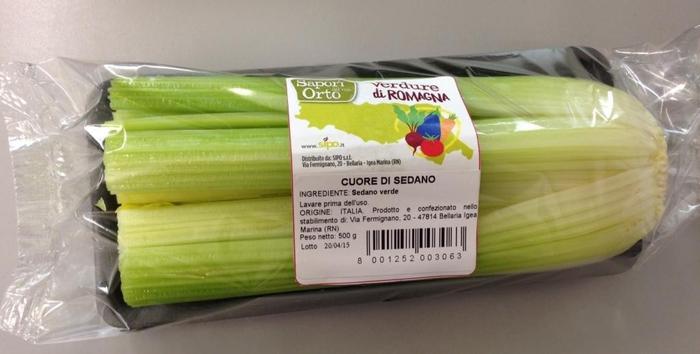 Sapori
Orto
verdure
di ROMAGNA
www.sipo.it
Distribuito da: SIPO s.r.l.
Via Fermignano, 20 - Bellaria - Igea Marina (RN)
CUORE DI SEDANO
INGREDIENTE: Sedano verde
Lavare prima dell'uso.
ORIGINE: ITALIA. Prodotto e confezionato nello
stabilimento di: Via Fermignano, 20 - 47814 Bellaria Igea
Marina (RN)
Peso netto: 500 g
Lotto 20/04/15
8 001252 003063